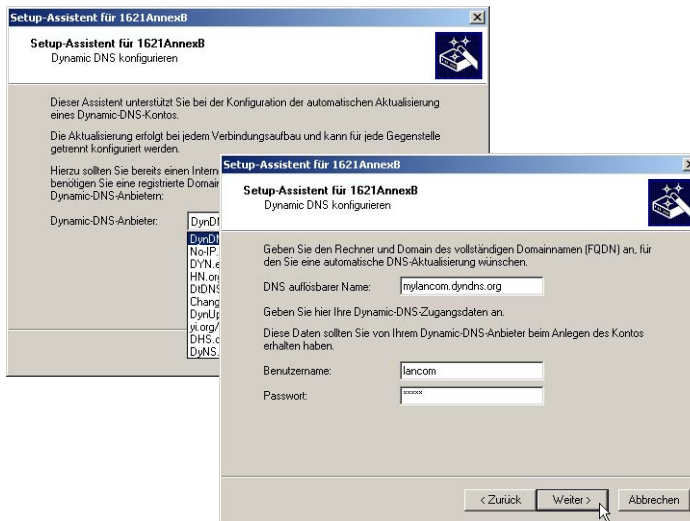 Setup-Assistent für 1621AnnexB
Setup-Assistent für 1621AnnexB
Dynamic DNS konfigurieren
Dieser Assistent unterstützt Sie bei der Konfiguration der automatischen Aktualisierung
eines Dynamic-DNS-Kontos.
Die Aktualisierung erfolgt bei jedem Verbindungsaufbau und kann für jede Gegenstelle
getrennt konfiguriert werden.
Hierzu sollten Sie bereits einen
benötigen Sie eine registrierte
Dynamic-DNS-Anbietern:
Dynamic-DNS-Anbieter:
No-IP.
Setup-Assistent für 1621AnnexB
Setup-Assistent für 1621AnnexB
Dynamic DNS konfigurieren
Geben Sie den Rechner und Domain des vollständigen Domainnamen (FQDN) an, für
den Sie eine automatische DNS-Aktualisierung wünschen.
DNS auflösbarer Name: mylancom.dyndns.org
Geben Sie hier Ihre Dynamic-DNS-Zugangsdaten an.
Diese Daten sollten Sie von Ihrem Dynamic-DNS-Anbieter beim Anlegen des Kontos
erhalten haben.
Benutzername: lancom
Passwort: xxxxx
< Zurück Weiter > Abbrechen